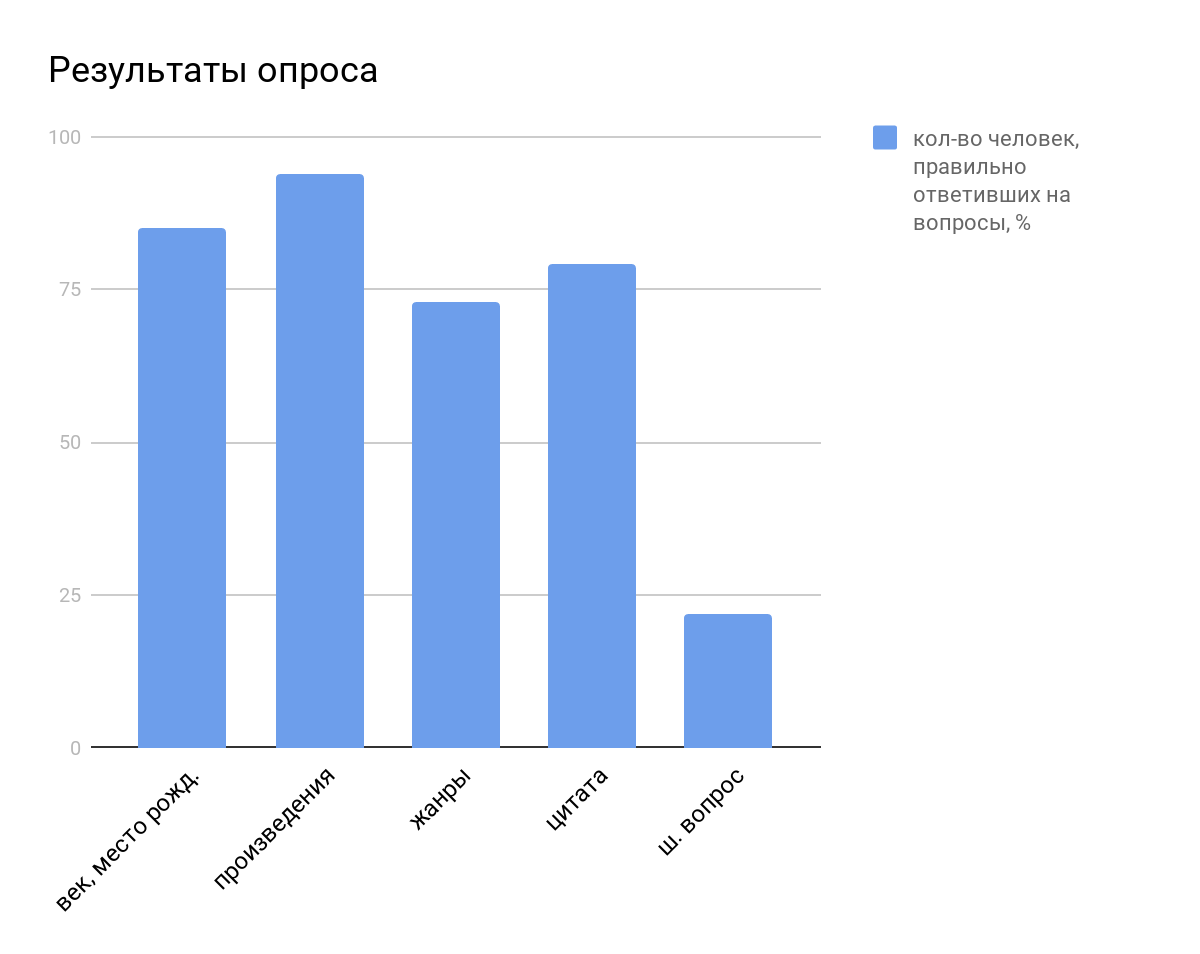 Результаты опроса
100
75
50
25
0
кол-во человек,
правильно
ответивших на
вопросы, %
век, место рожд.
произведения
жанры
цитата
ш. вопрос